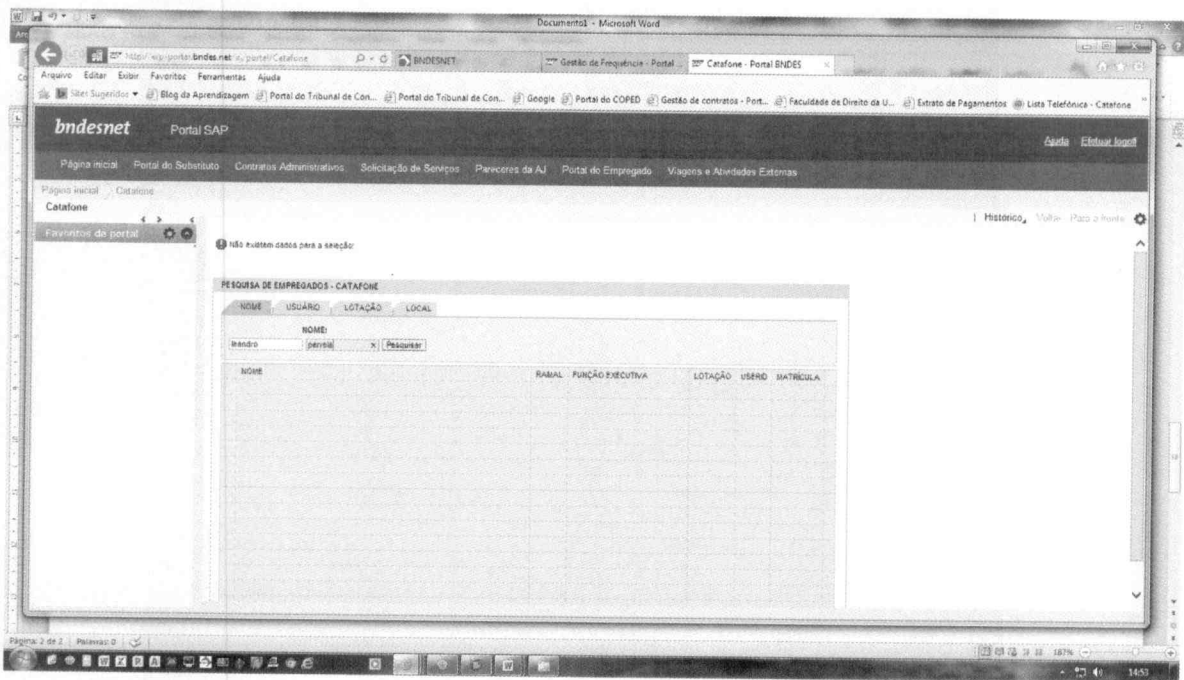 Documento1 - Microsoft Word
bndes.net
BNDESNET
Gestão de Frequência - Portal ...
Catafone - Portal BNDES
Arquivo Editar Exibir Favoritos Ferramentas Ajuda
Sites Sugeridos
Blog da Aprendizagem
Portal do Tribunal de Con...
Portal do Tribunal de Con...
Google
Portal do COPED
Gestão de contratos - Port...
Faculdade de Direito da U...
Extrato de Pagamentos
Lista Telefônica - Catafone
bndesnet Portal SAP
Ajuda Efetuar logoff
Página inicial Portal do Substituto Contratos Administrativos Solicitação de Serviços Pareceres da AJ Portal do Empregado Viagens e Atividades Externas
Página inicial Catafone
Catafone
Histórico Voltar Para a frente
Favoritos de portal
Não existem dados para a seleção!
PESQUISA DE EMPREGADOS - CATAFONE
NOME USUÁRIO LOTAÇÃO LOCAL
NOME:
leandro Pesquisar
NOME RAMAL FUNÇÃO EXECUTIVA LOTAÇÃO USERID MATRÍCULA
Página: 2 de 2 Palavras: 0
187%
14:53